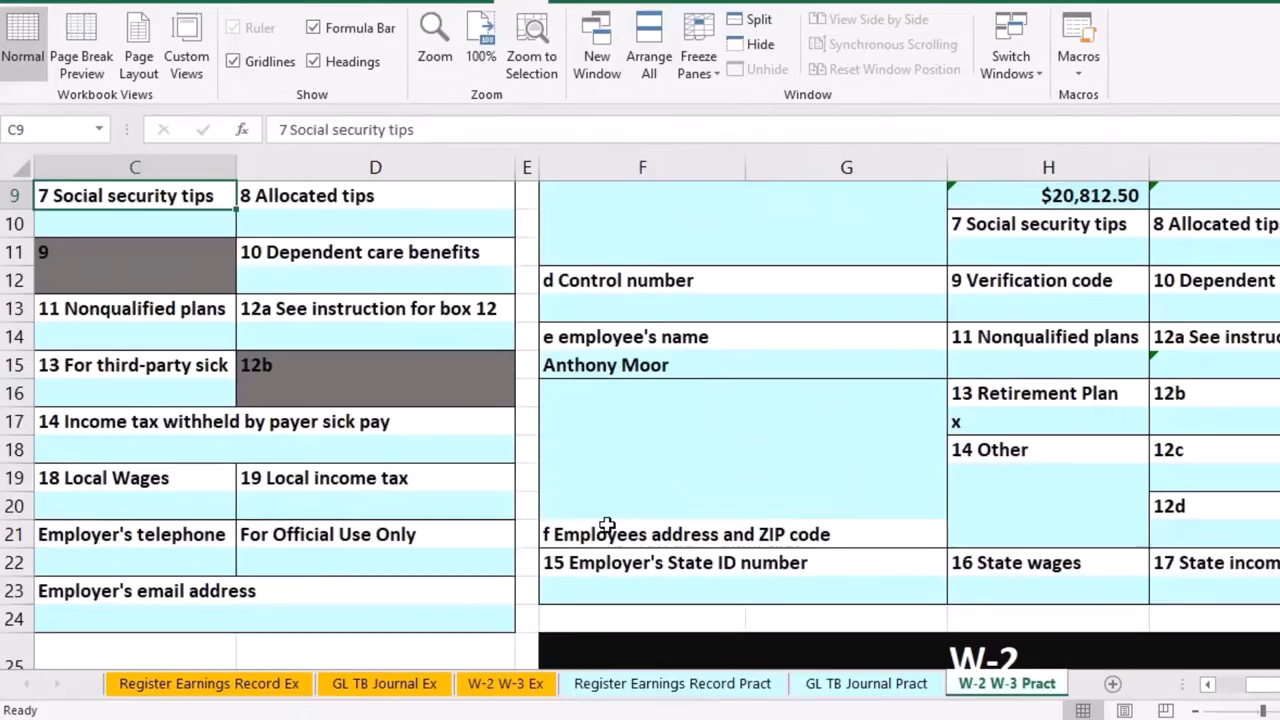 Ruler Formula Bar Split View Side by Side
Hide Synchronous Scrolling
Normal Page Break Page Custom Gridlines Headings Zoom 100% Zoom to New Arrange Freeze Unhide Reset Window Position Switch Macros
Preview Layout Views Selection Window All Panes Windows
Workbook Views Show Zoom Window Macros
C9 fx 7 Social security tips
C D E F G H
9 7 Social security tips 8 Allocated tips $20,812.50
10 7 Social security tips 8 Allocated tip
11 9 10 Dependent care benefits
12 d Control number 9 Verification code 10 Dependent
13 11 Nonqualified plans 12a See instruction for box 12
14 e employee's name 11 Nonqualified plans 12a See instruc
15 13 For third-party sick 12b Anthony Moor
16 13 Retirement Plan 12b
17 14 Income tax withheld by payer sick pay x
18 14 Other 12c
19 18 Local Wages 19 Local income tax
20 12d
21 Employer's telephone For Official Use Only f Employees address and ZIP code
22 15 Employer's State ID number 16 State wages 17 State incom
23 Employer's email address
24
25 W-2
Register Earnings Record Ex GL TB Journal Ex W-2 W-3 Ex Register Earnings Record Pract GL TB Journal Pract W-2 W-3 Pract
Ready